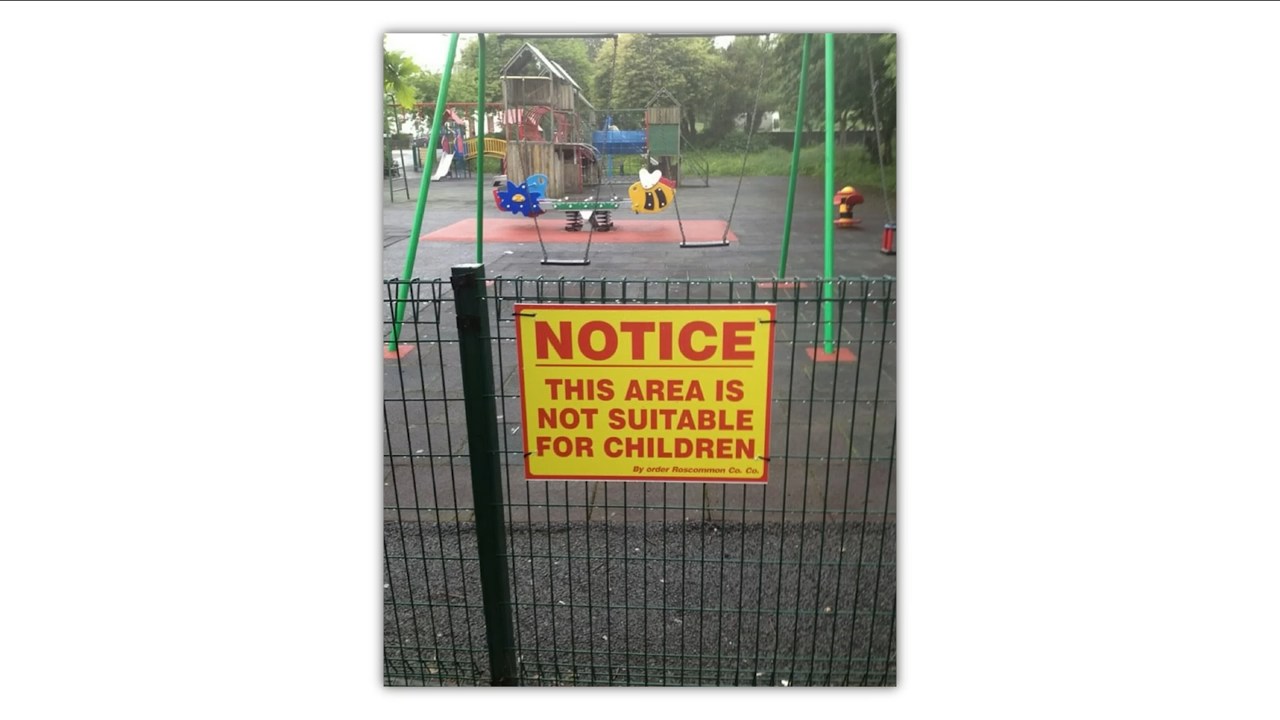 NOTICE
THIS AREA IS
NOT SUITABLE
FOR CHILDREN
By order Roscommon Co. Co.